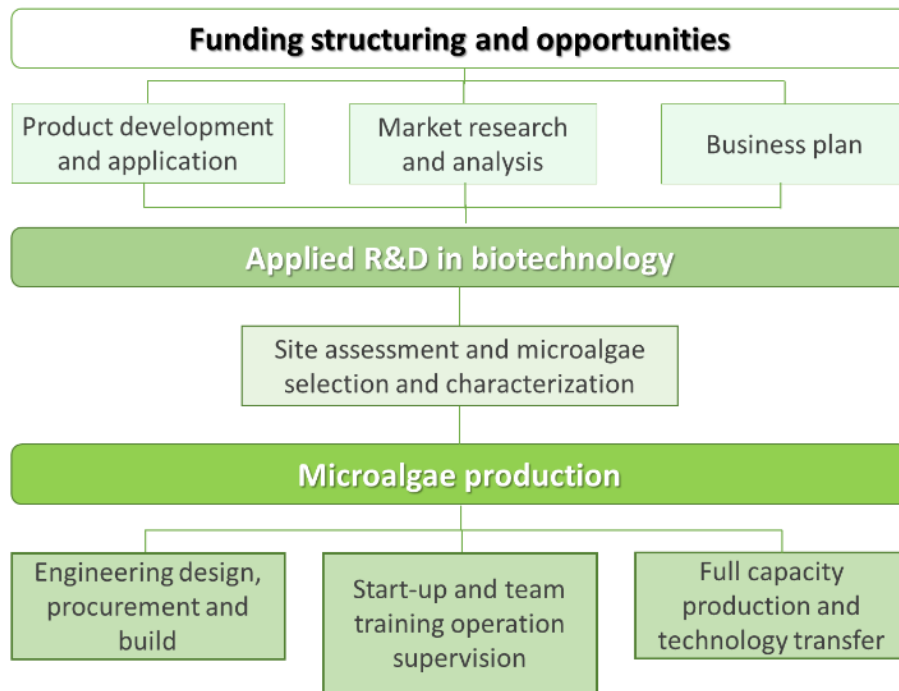 Funding structuring and opportunities
Product development
and application
Market research
and analysis
Business plan
Applied R&D in biotechnology
Site assessment and microalgae
selection and characterization
Microalgae production
Engineering design,
procurement and
build
Start-up and team
training operation
supervision
Full capacity
production and
technology transfer